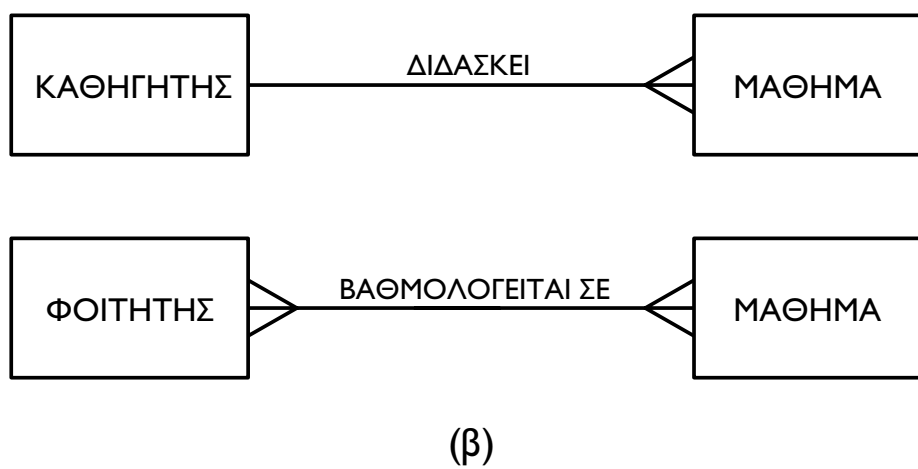 ΔΙΔΑΣΚΕΙ
ΚΑΘΗΓΗΤΗΣ ΜΑΘΗΜΑ
ΒΑΘΜΟΛΟΓΕΙΤΑΙ ΣΕ
ΦΟΙΤΗΤΗΣ ΜΑΘΗΜΑ
(β)